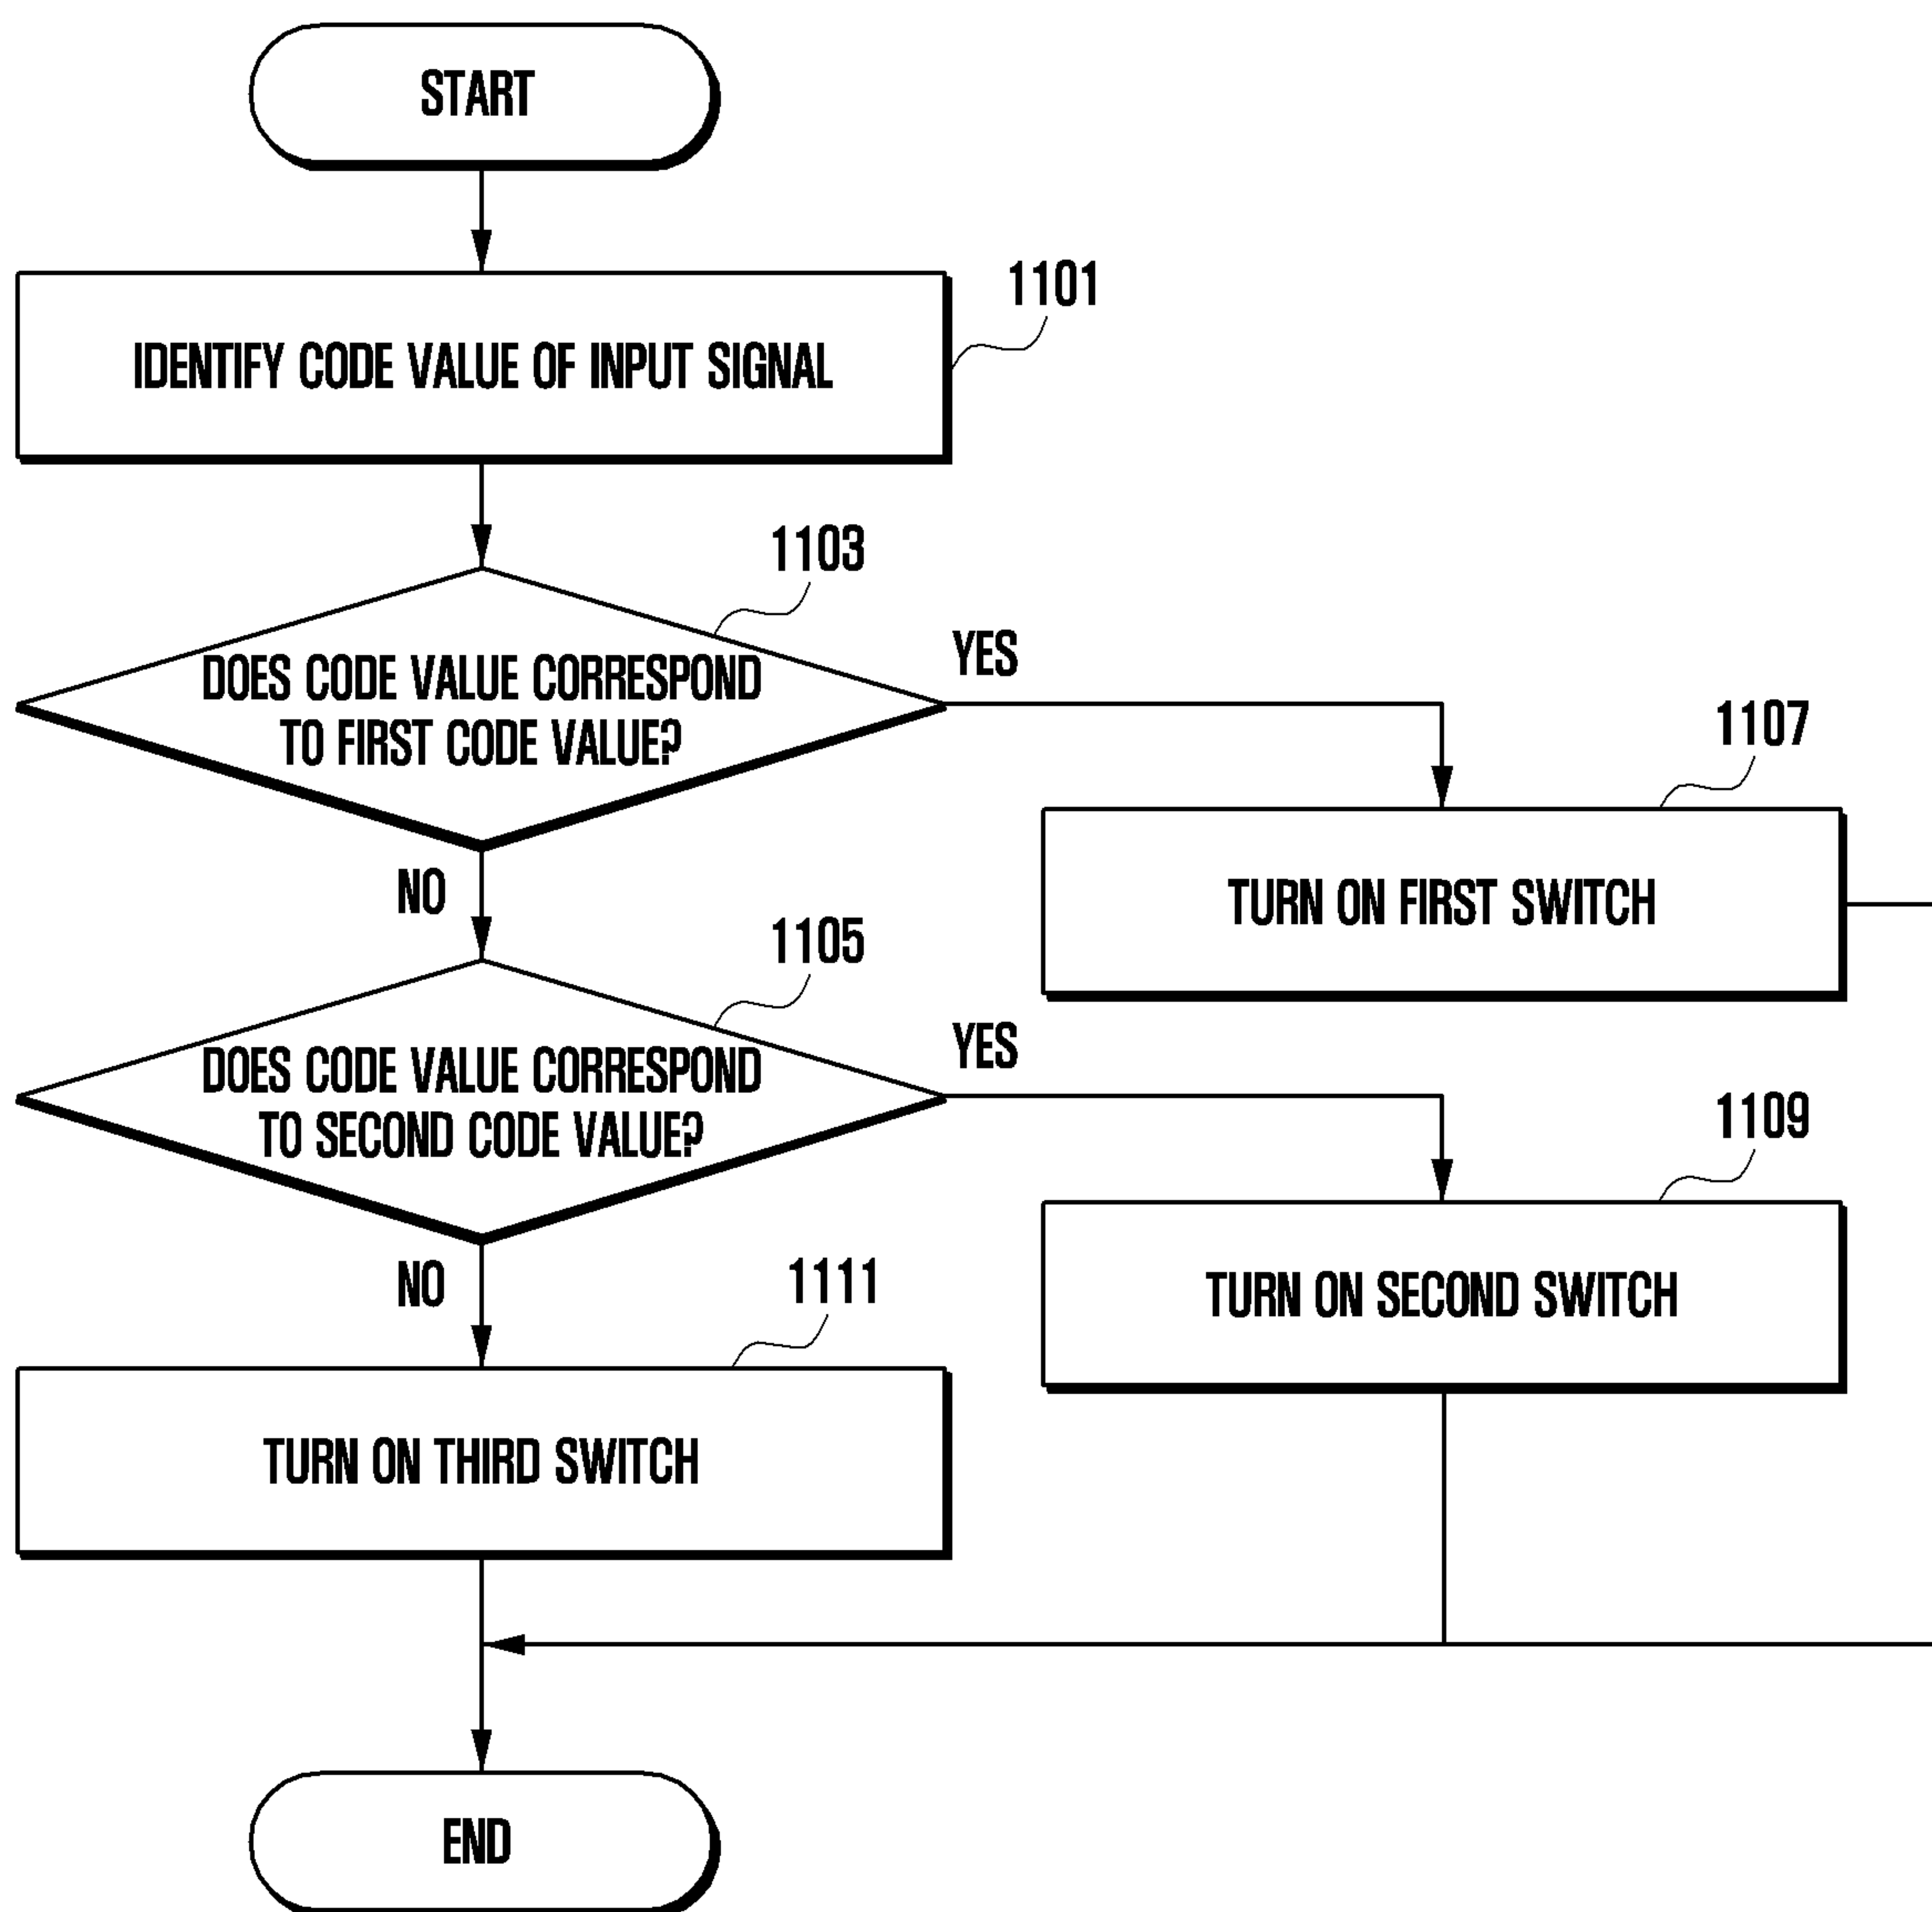 START
1101
IDENTIFY CODE VALUE OF INPUT SIGNAL
1103
YES
DOES CODE VALUE CORRESPOND
TO FIRST CODE VALUE?
1107
TURN ON FIRST SWITCH
NO
1105
YES
DOES CODE VALUE CORRESPOND
TO SECOND CODE VALUE?
1109
TURN ON SECOND SWITCH
NO
1111
TURN ON THIRD SWITCH
END